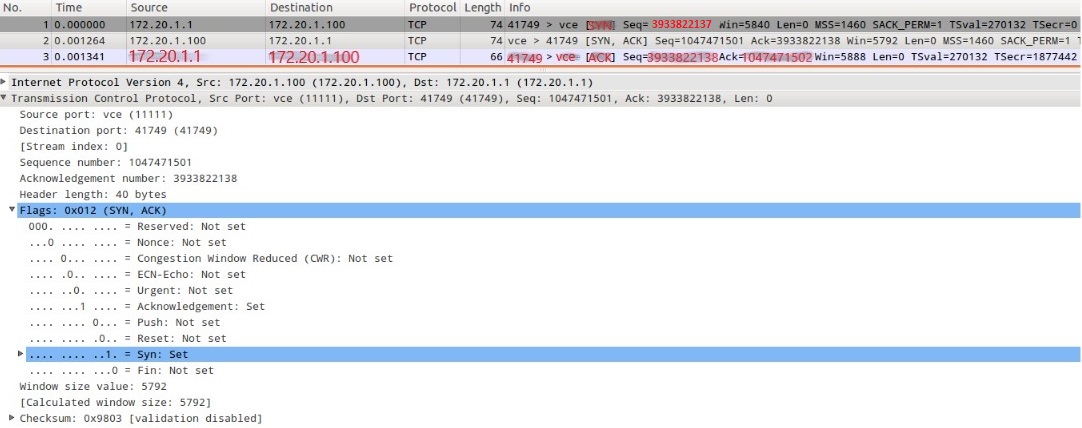 No. Time Source Destination Protocol Length Info
1 0.000000 172.20.1.1 172.20.1.100 TCP 74 41749 > vce [SYN] Seq=3933822137 Win=5840 Len=0 MSS=1460 SACK_PERM=1 TSval=270132 TSecr=0
2 0.001264 172.20.1.100 172.20.1.1 TCP 74 vce > 41749 [SYN, ACK] Seq=1047471501 Ack=3933822138 Win=5792 Len=0 MSS=1460 SACK_PERM=1 T
3 0.001341 172.20.1.1 172.20.1.100 TCP 66 41749 > vce [ACK] Seq=3933822138 Ack=1047471502 Win=5888 Len=0 TSval=270132 TSecr=1877442
Internet Protocol Version 4, Src: 172.20.1.100 (172.20.1.100), Dst: 172.20.1.1 (172.20.1.1)
Transmission Control Protocol, Src Port: vce (11111), Dst Port: 41749 (41749), Seq: 1047471501, Ack: 3933822138, Len: 0
Source port: vce (11111)
Destination port: 41749 (41749)
[Stream index: 0]
Sequence number: 1047471501
Acknowledgement number: 3933822138
Header length: 40 bytes
Flags: 0x012 (SYN, ACK)
000. .... .... = Reserved: Not set
...0 .... .... = Nonce: Not set
.... 0... .... = Congestion Window Reduced (CWR): Not set
.... .0.. .... = ECN-Echo: Not set
.... ..0. .... = Urgent: Not set
.... ...1 .... = Acknowledgement: Set
.... .... 0... = Push: Not set
.... .... .0.. = Reset: Not set
.... .... ..1. = Syn: Set
.... .... ...0 = Fin: Not set
Window size value: 5792
[Calculated window size: 5792]
Checksum: 0x9803 [validation disabled]